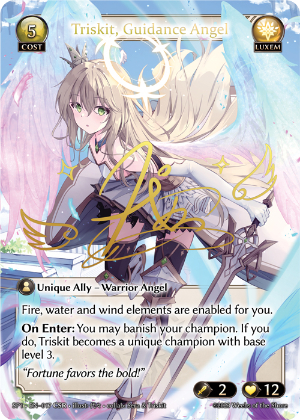 5
COST
Triskit, Guidance Angel
LUXEM
Unique Ally – Warrior Angel
Fire, water and wind elements are enabled for you.
On Enter: You may banish your champion. If you
do, Triskit becomes a unique champion with base
level 3.
“Fortune favors the bold!”
2
12